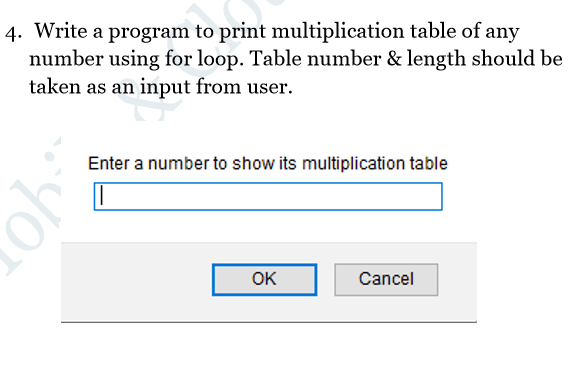 4. Write a program to print multiplication table of any
number using for loop. Table number & length should be
taken as an input from user.
Enter a number to show its multiplication table
OK Cancel